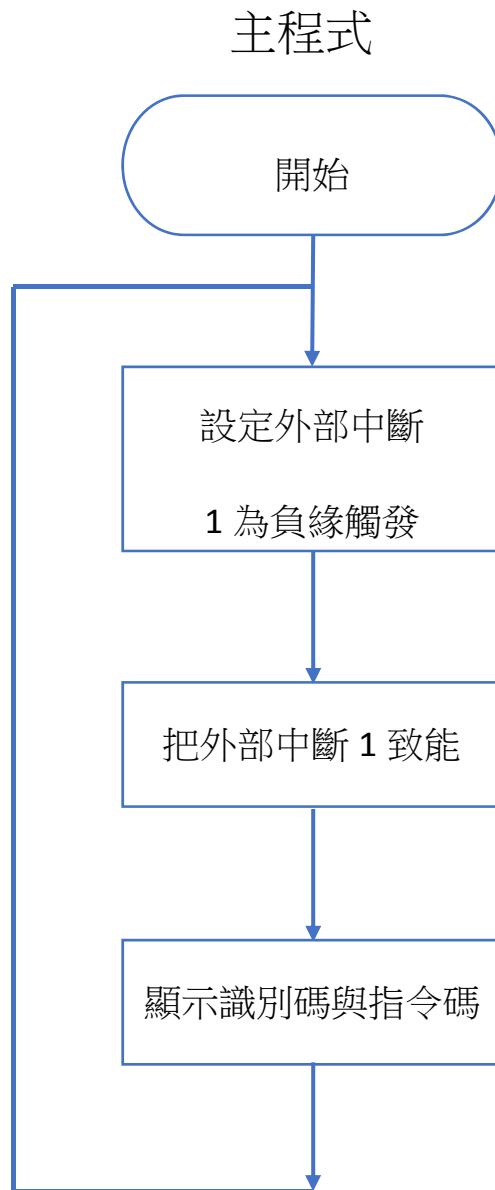 主程式
開始
設定外部中斷
1 為負緣觸發
把外部中斷 1 致能
顯示識別碼與指令碼